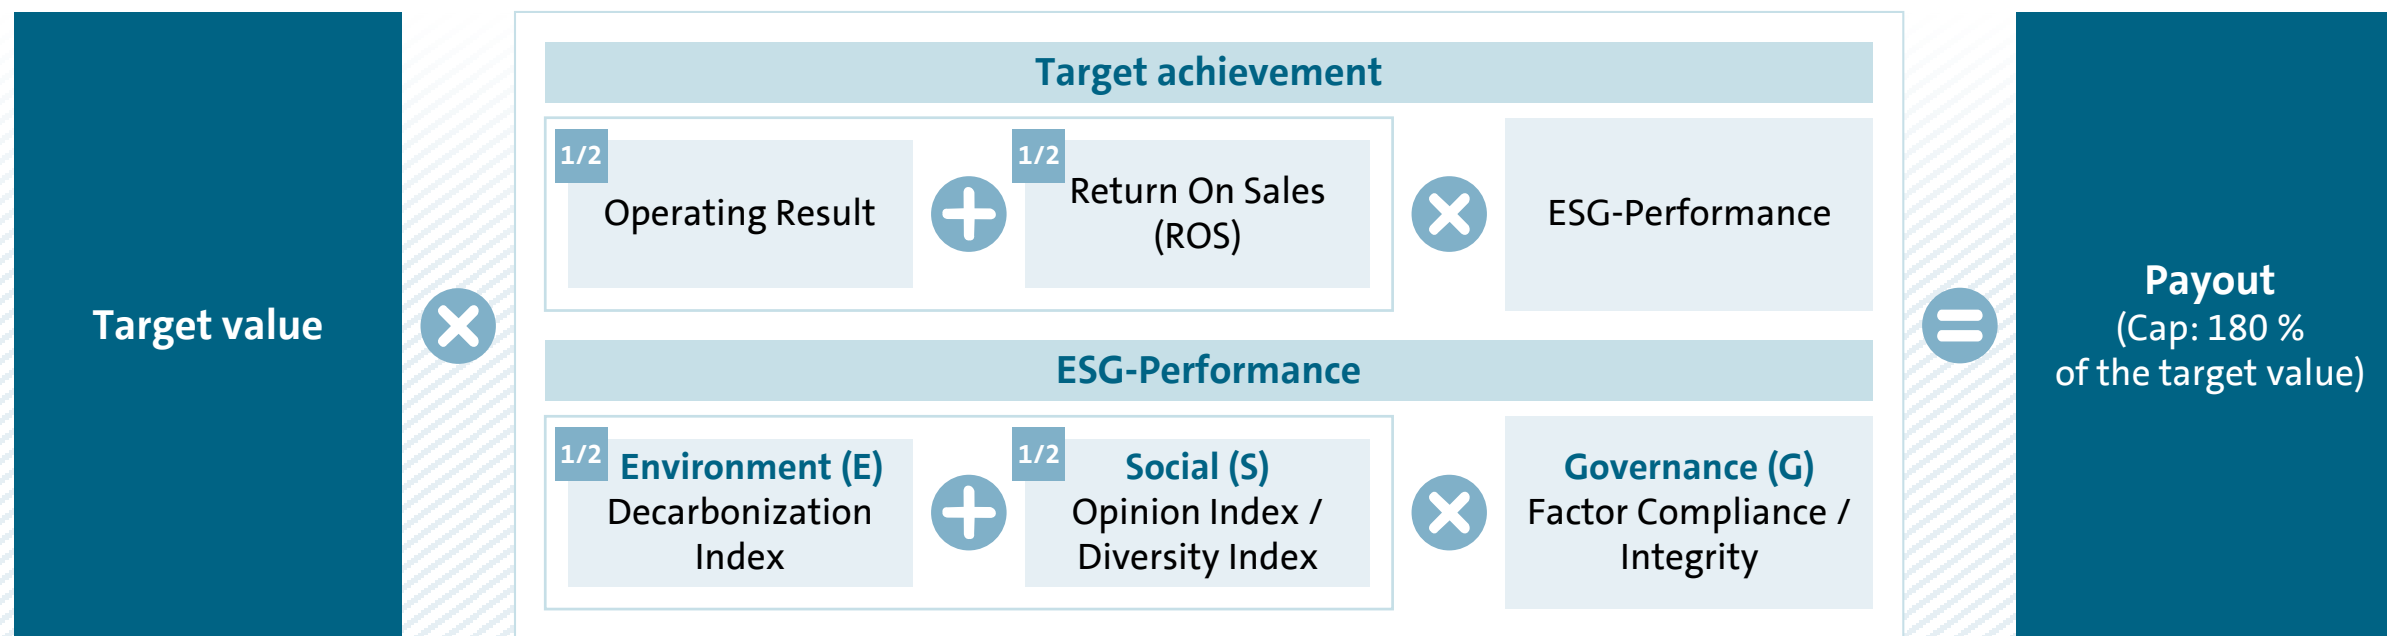 Target value
Target achievement
1/2
Operating Result
1/2
Return On Sales
(ROS)
ESG-Performance
ESG-Performance
1/2
Environment (E)
Decarbonization
Index
1/2
Social (S)
Opinion Index /
Diversity Index
Governance (G)
Factor Compliance /
Integrity
Payout
(Cap: 180 %
of the target value)